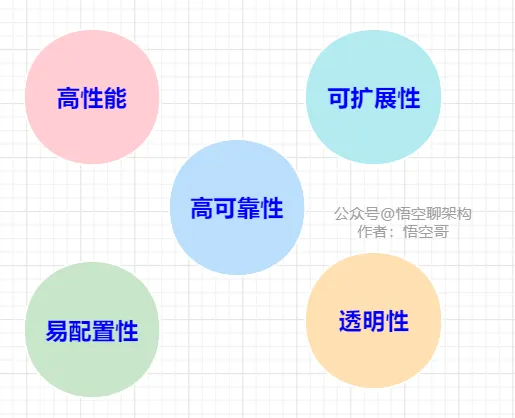 高性能
可扩展性
高可靠性
公众号@悟空聊架构
作者：悟空哥
易配置性
透明性